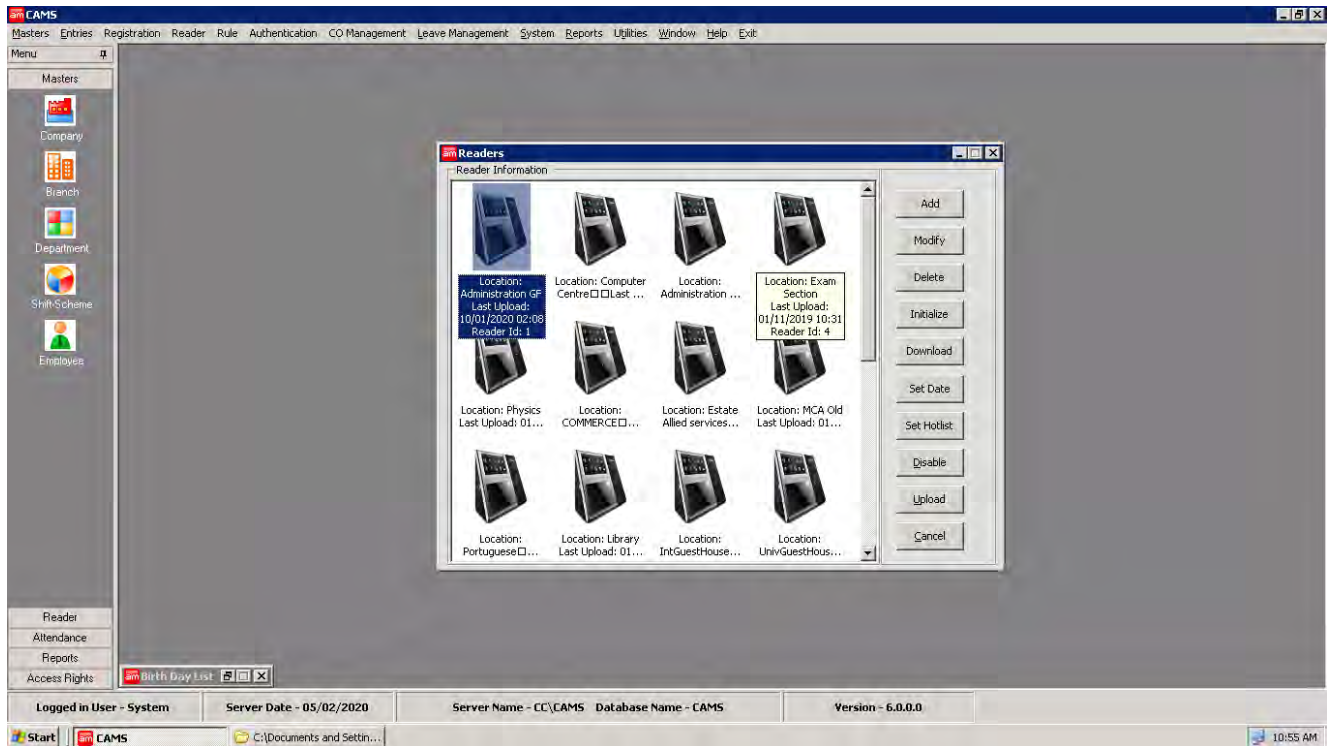 am CAMS
Masters Entries Registration Reader Rule Authentication CO Management Leave Management System Reports Utilities Window Help Exit
Menu
Masters
Company
Branch
Department
Shift-Scheme
Employee
Reader
Attendance
Reports
Access Rights
am Readers
Reader Information
Location:
Administration GF
Last Upload:
10/01/2020 02:08
Reader Id: 1
Location: Computer
Centre□□Last ...
Location:
Administration ...
Location: Exam
Section
Last Upload:
01/11/2019 10:31
Reader Id: 4
Location: Physics
Last Upload: 01...
Location:
COMMERCE□...
Location: Estate
Allied services...
Location: MCA Old
Last Upload: 01...
Location:
Portuguese□...
Location: Library
Last Upload: 01...
Location:
IntGuestHouse...
Location:
UnivGuestHous...
Add
Modify
Delete
Initialize
Download
Set Date
Set Hotlist
Disable
Upload
Cancel
am Birth Day List
Logged in User - System
Server Date - 05/02/2020
Server Name - CC\CAMS Database Name - CAMS
Version - 6.0.0.0
Start
am CAMS
C:\Documents and Settin...
10:55 AM